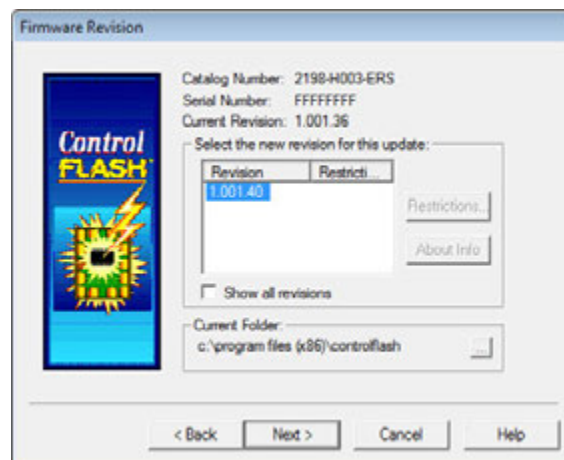 Firmware Revision
Catalog Number: 2198-H003-ERS
Serial Number: FFFFFFFF
Current Revision: 1.001.36
Control
FLASH
Select the new revision for this update:
Revision Restricti...
1.001.40
Restrictions...
About Info
Show all revisions
Current Folder:
c:\program files (x86)\controlflash
...
< Back Next > Cancel Help